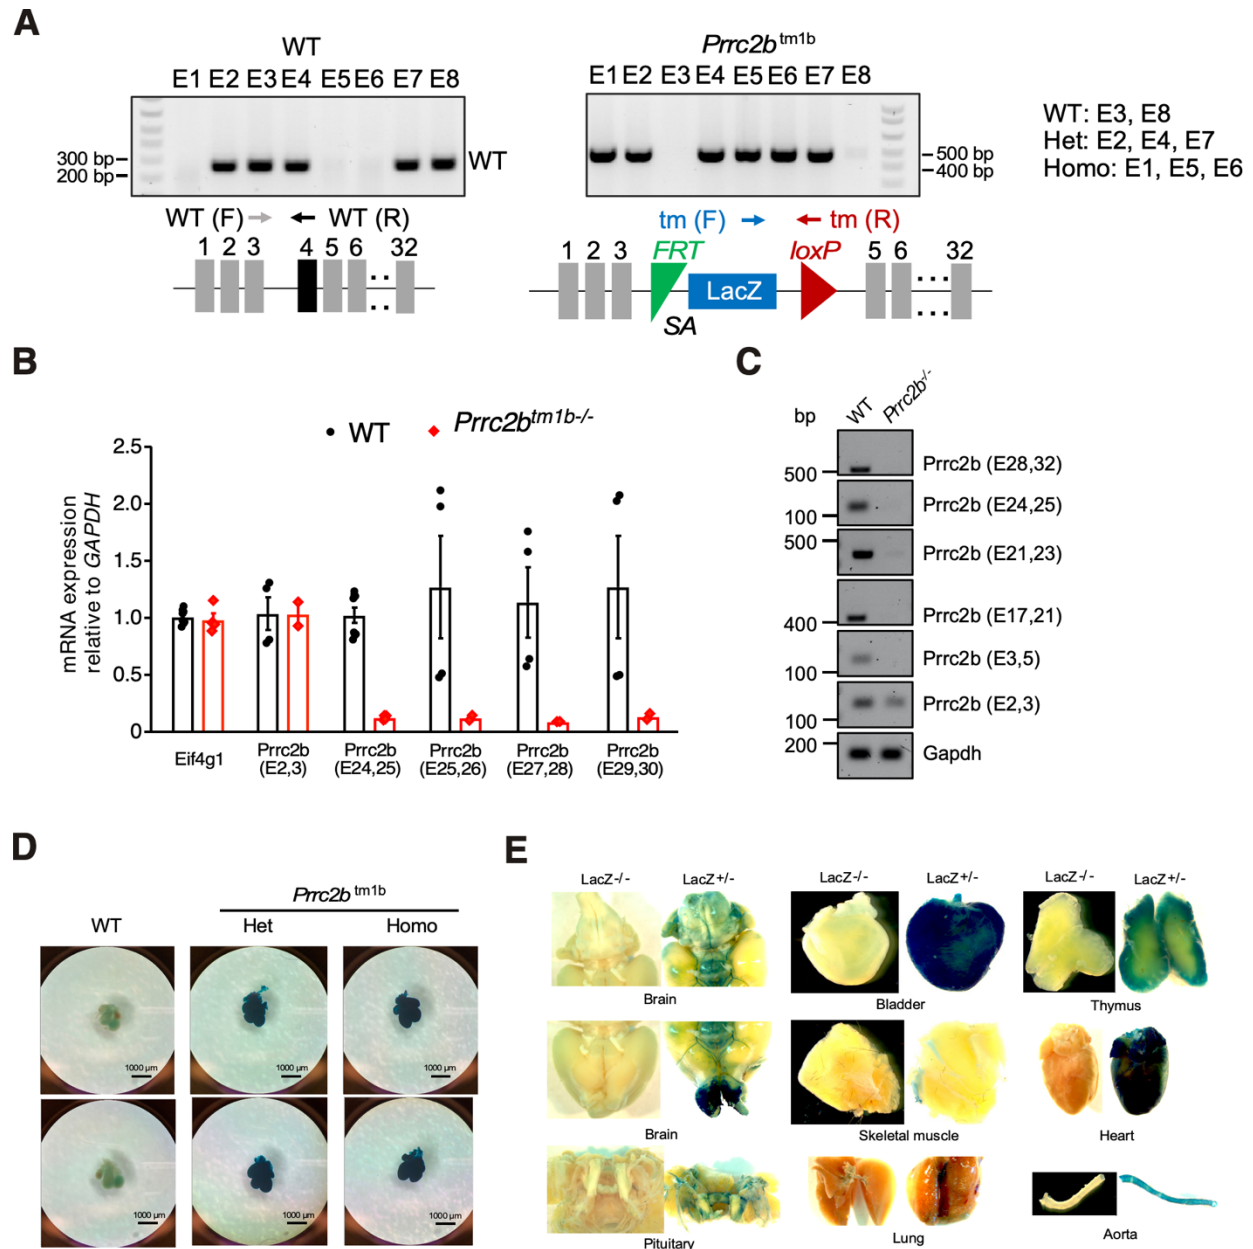 A
WT
E1 E2 E3 E4 E5 E6 E7 E8
300 bp
200 bp
WT
WT (F) WT (R)
1 2 3 4 5 6 32
Prrc2b tm1b
E1 E2 E3 E4 E5 E6 E7 E8
500 bp
400 bp
tm (F) tm (R)
FRT loxP
1 2 3 LacZ 5 6 32
SA
WT: E3, E8
Het: E2, E4, E7
Homo: E1, E5, E6
B
WT Prrc2b tm1b-/-
mRNA expression
relative to GAPDH
2.5
2.0
1.5
1.0
0.5
0
Eif4g1
Prrc2b
(E2,3)
Prrc2b
(E24,25)
Prrc2b
(E25,26)
Prrc2b
(E27,28)
Prrc2b
(E29,30)
C
bp WT Prrc2b-/-
500 Prrc2b (E28,32)
100 Prrc2b (E24,25)
500 Prrc2b (E21,23)
400 Prrc2b (E17,21)
100 Prrc2b (E3,5)
100 Prrc2b (E2,3)
200 Gapdh
D
Prrc2b tm1b
WT Het Homo
1000 µm 1000 µm 1000 µm
1000 µm 1000 µm 1000 µm
E
LacZ-/- LacZ+/- LacZ-/- LacZ+/- LacZ-/- LacZ+/-
Brain Bladder Thymus
Brain Skeletal muscle Heart
Pituitary Lung Aorta